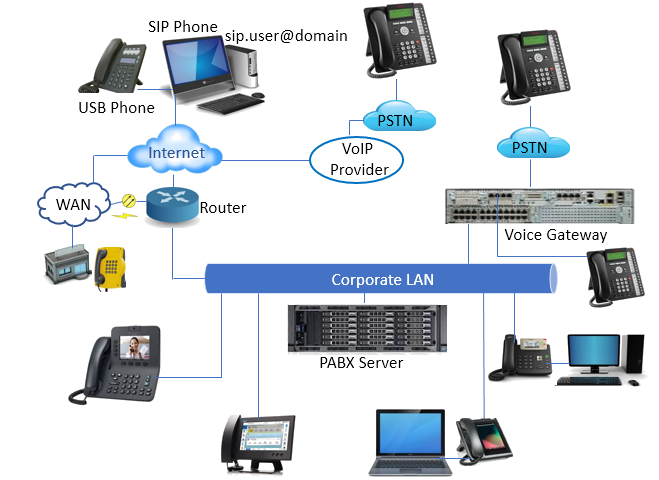 SIP Phone
sip.user@domain
USB Phone
PSTN
PSTN
Internet
VoIP
Provider
WAN
Router
Voice Gateway
Corporate LAN
PABX Server